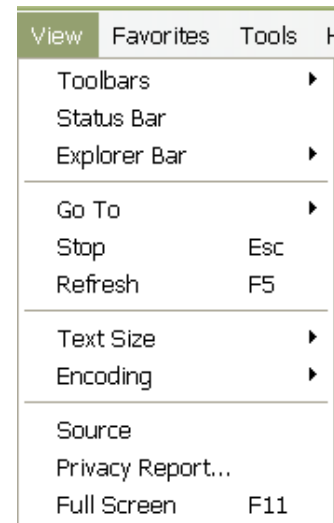 View Favorites Tools H
Toolbars
Status Bar
Explorer Bar
Go To
Stop Esc
Refresh F5
Text Size
Encoding
Source
Privacy Report...
Full Screen F11